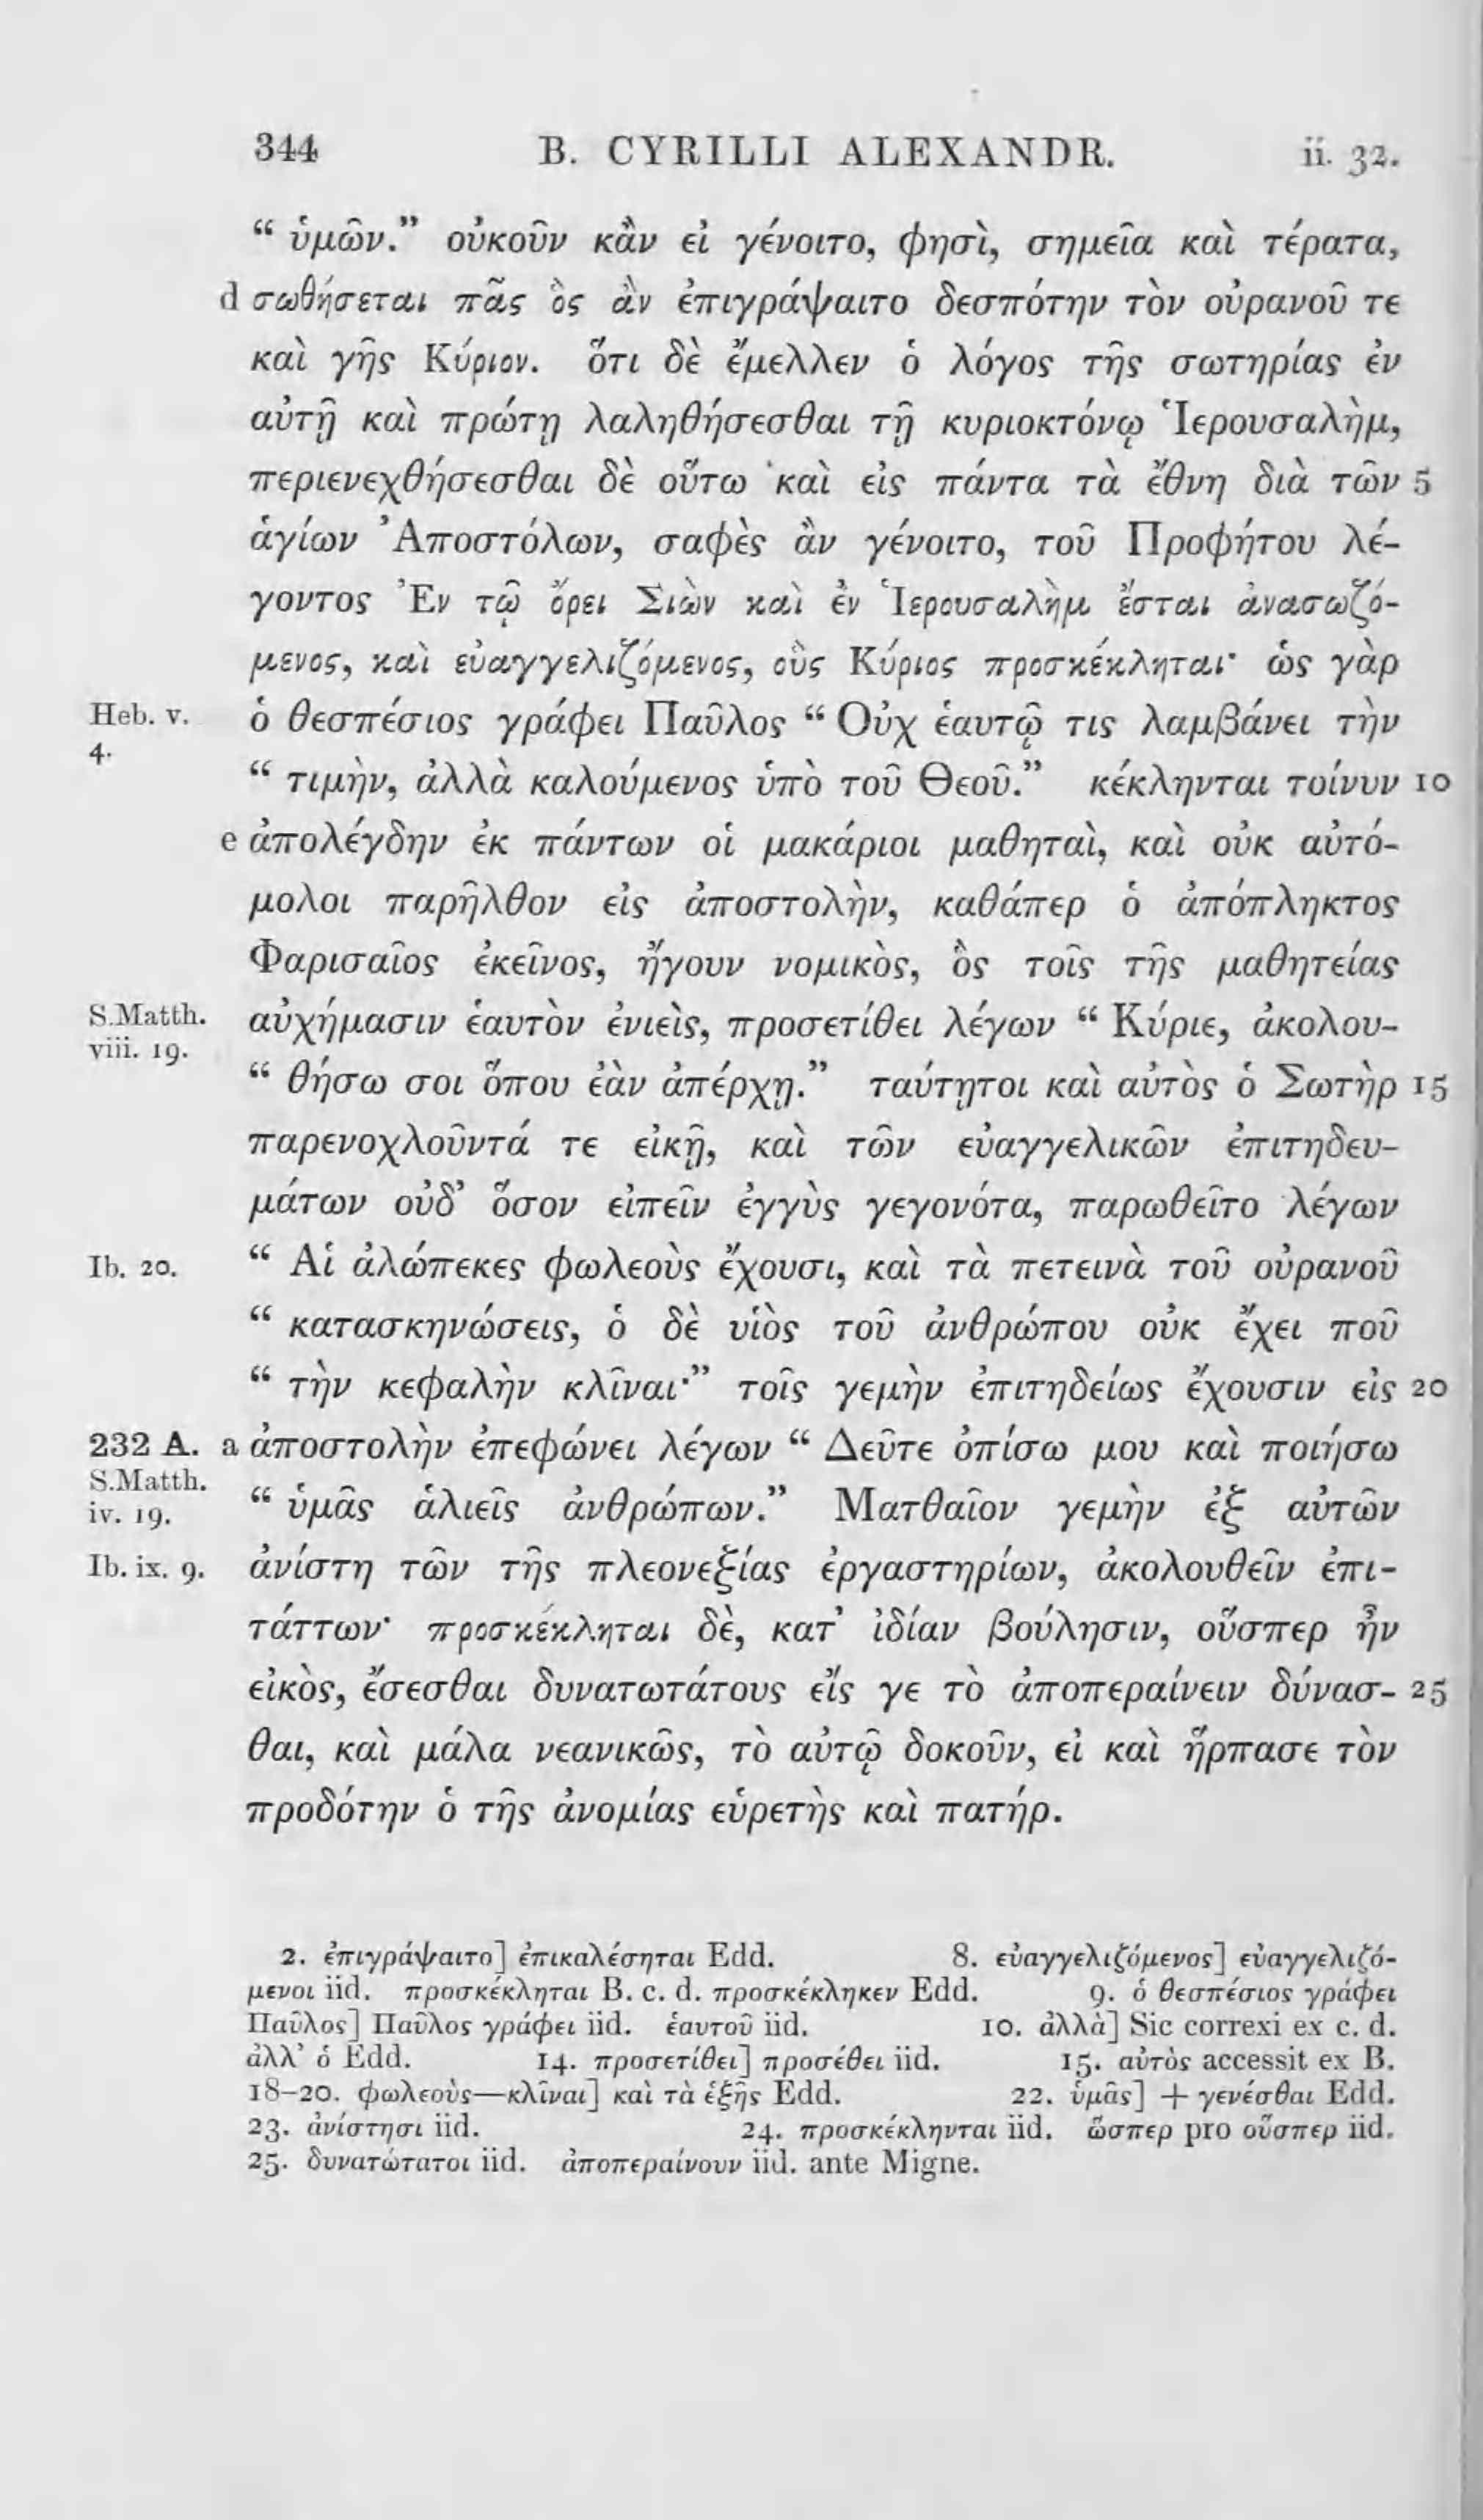 344 B. CYRILLI ALEXANDR. ii. 32.
“ ὑμῶν.” οὐκοῦν κἂν εἰ γένοιτο, φησὶ, σημεῖα καὶ τέρατα,
d σωθήσεται πᾶς ὃς ἂν ἐπιγράψαιτο δεσπότην τὸν οὐρανοῦ τε
καὶ γῆς Κύριον. ὅτι δὲ ἔμελλεν ὁ λόγος τῆς σωτηρίας ἐν
αὐτῇ καὶ πρώτῃ λαληθήσεσθαι τῇ κυριοκτόνῳ Ἱερουσαλὴμ,
περιενεχθήσεσθαι δὲ οὕτω καὶ εἰς πάντα τὰ ἔθνη διὰ τῶν 5
ἁγίων Ἀποστόλων, σαφὲς ἂν γένοιτο, τοῦ Προφήτου λέ-
γοντος Ἐν τῷ ὄρει Σιὼν καὶ ἐν Ἱερουσαλὴμ ἔσται ἀνασωζό-
μενος, καὶ εὐαγγελιζόμενος, οὓς Κύριος προσκέκληται· ὡς γὰρ
Heb. v. 4. ὁ θεσπέσιος γράφει Παῦλος “ Οὐχ ἑαυτῷ τις λαμβάνει τὴν
“ τιμὴν, ἀλλὰ καλούμενος ὑπὸ τοῦ Θεοῦ.” κέκληνται τοίνυν 10
e ἀπολέγδην ἐκ πάντων οἱ μακάριοι μαθηταὶ, καὶ οὐκ αὐτό-
μολοι παρῆλθον εἰς ἀποστολὴν, καθάπερ ὁ ἀπόπληκτος
Φαρισαῖος ἐκεῖνος, ἤγουν νομικὸς, ὃς τοῖς τῆς μαθητείας
S.Matth. viii. 19. αὐχήμασιν ἑαυτὸν ἐνιεὶς, προσετίθει λέγων “ Κύριε, ἀκολου-
“ θήσω σοι ὅπου ἐὰν ἀπέρχῃ.” ταύτῃτοι καὶ αὐτὸς ὁ Σωτὴρ 15
παρενοχλοῦντά τε εἰκῇ, καὶ τῶν εὐαγγελικῶν ἐπιτηδευ-
μάτων οὐδ’ ὅσον εἰπεῖν ἐγγὺς γεγονότα, παρωθεῖτο λέγων
Ib. 20. “ Αἱ ἀλώπεκες φωλεοὺς ἔχουσι, καὶ τὰ πετεινὰ τοῦ οὐρανοῦ
“ κατασκηνώσεις, ὁ δὲ υἱὸς τοῦ ἀνθρώπου οὐκ ἔχει ποῦ
“ τὴν κεφαλὴν κλῖναι·” τοῖς γεμὴν ἐπιτηδείως ἔχουσιν εἰς 20
232 A. a ἀποστολὴν ἐπεφώνει λέγων “ Δεῦτε ὀπίσω μου καὶ ποιήσω
S.Matth. iv. 19. “ ὑμᾶς ἁλιεῖς ἀνθρώπων.” Ματθαῖον γεμὴν ἐξ αὐτῶν
Ib. ix. 9. ἀνίστη τῶν τῆς πλεονεξίας ἐργαστηρίων, ἀκολουθεῖν ἐπι-
τάττων· προσκέκληται δὲ, κατ’ ἰδίαν βούλησιν, οὕσπερ ἦν
εἰκὸς, ἔσεσθαι δυνατωτάτους εἴς γε τὸ ἀποπεραίνειν δύνασ- 25
θαι, καὶ μάλα νεανικῶς, τὸ αὐτῷ δοκοῦν, εἰ καὶ ἥρπασε τὸν
προδότην ὁ τῆς ἀνομίας εὑρετὴς καὶ πατήρ.
2. ἐπιγράψαιτο] ἐπικαλέσηται Edd. 8. εὐαγγελιζόμενος] εὐαγγελιζό-
μενοι iid. προσκέκληται B. c. d. προσκέκληκεν Edd. 9. ὁ θεσπέσιος γράφει
Παῦλος] Παῦλος γράφει iid. ἑαυτοῦ iid. 10. ἀλλὰ] Sic correxi ex c. d.
ἀλλ’ ὁ Edd. 14. προσετίθει] προσέθει iid. 15. αὐτὸς accessit ex B.
18–20. φωλεοὺς—κλῖναι] καὶ τὰ ἑξῆς Edd. 22. ὑμᾶς] + γενέσθαι Edd.
23. ἀνίστησι iid. 24. προσκέκληνται iid. ὥσπερ pro οὕσπερ iid.
25. δυνατώτατοι iid. ἀποπεραίνουν iid. ante Migne.